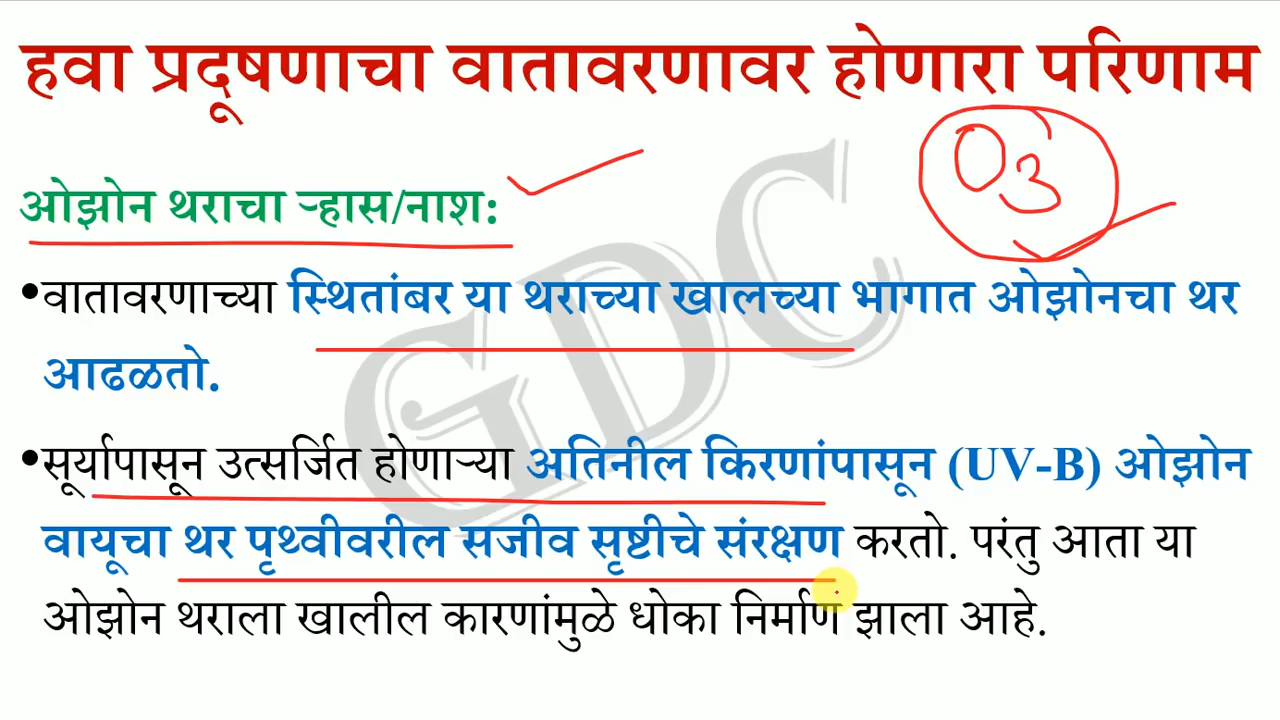 हवा प्रदूषणाचा वातावरणावर होणारा परिणाम
O3
ओझोन थराचा ऱ्हास/नाश:
•वातावरणाच्या स्थितांबर या थराच्या खालच्या भागात ओझोनचा थर
आढळतो.
•सूर्यापासून उत्सर्जित होणाऱ्या अतिनील किरणांपासून (UV-B) ओझोन
वायूचा थर पृथ्वीवरील सजीव सृष्टीचे संरक्षण करतो. परंतु आता या
ओझोन थराला खालील कारणांमुळे धोका निर्माण झाला आहे.
GDC